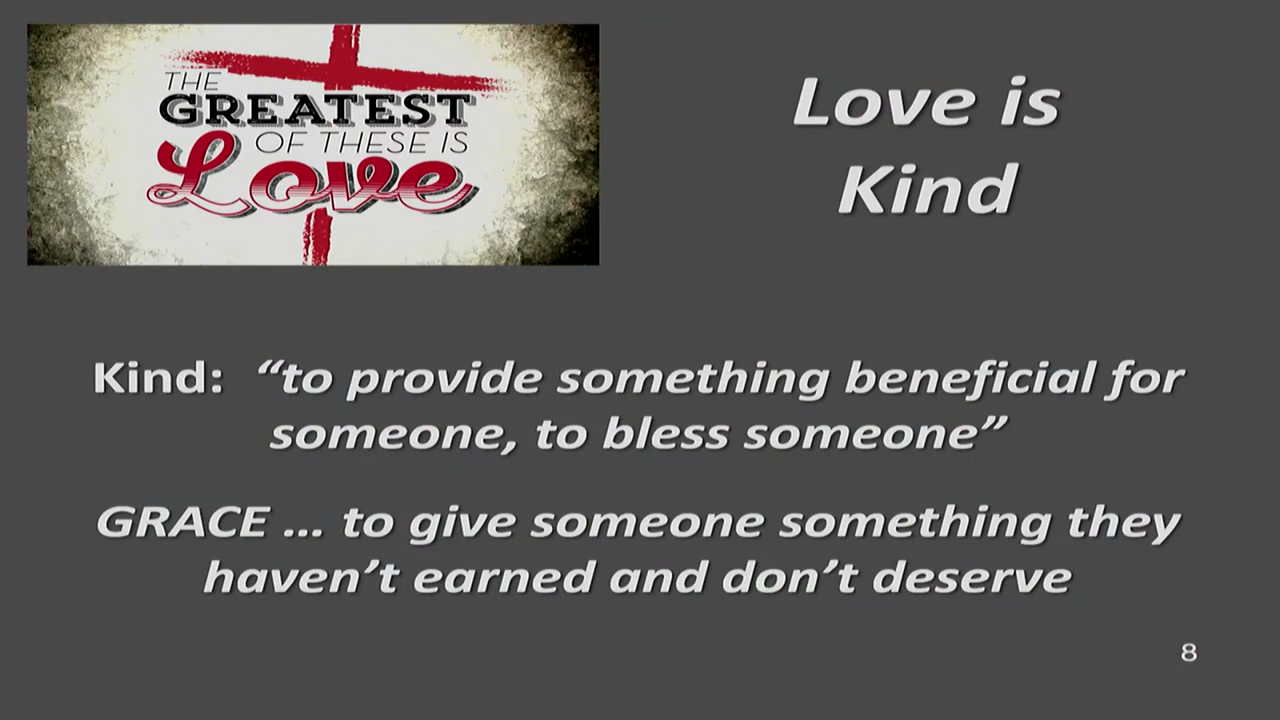 THE
GREATEST
OF THESE IS
Love
Love is
Kind
Kind: “to provide something beneficial for
someone, to bless someone”
GRACE ... to give someone something they
haven’t earned and don’t deserve
8